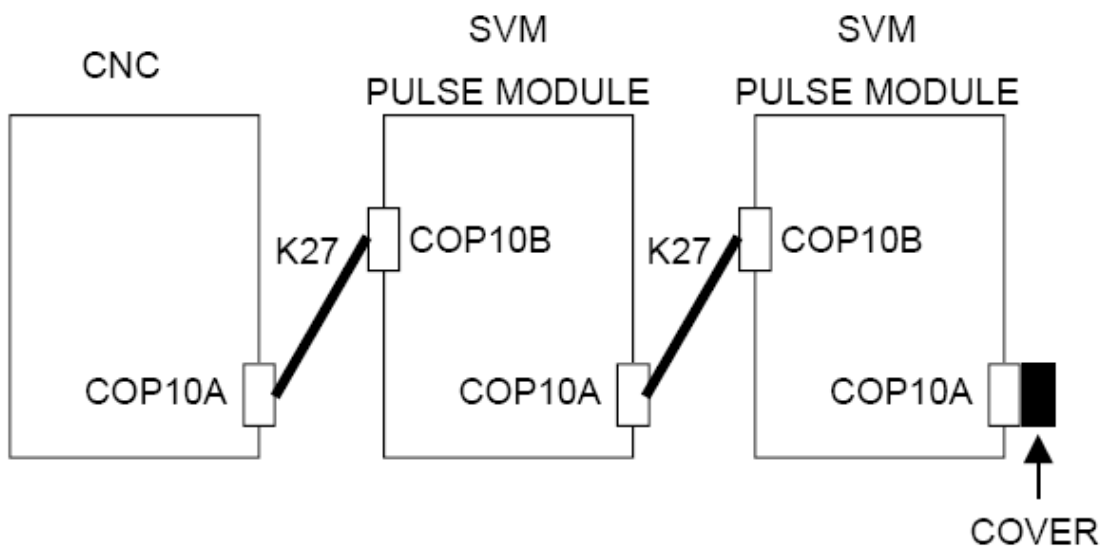 CNC
SVM
PULSE MODULE
SVM
PULSE MODULE
K27
COP10B
K27
COP10B
COP10A
COP10A
COP10A
COVER